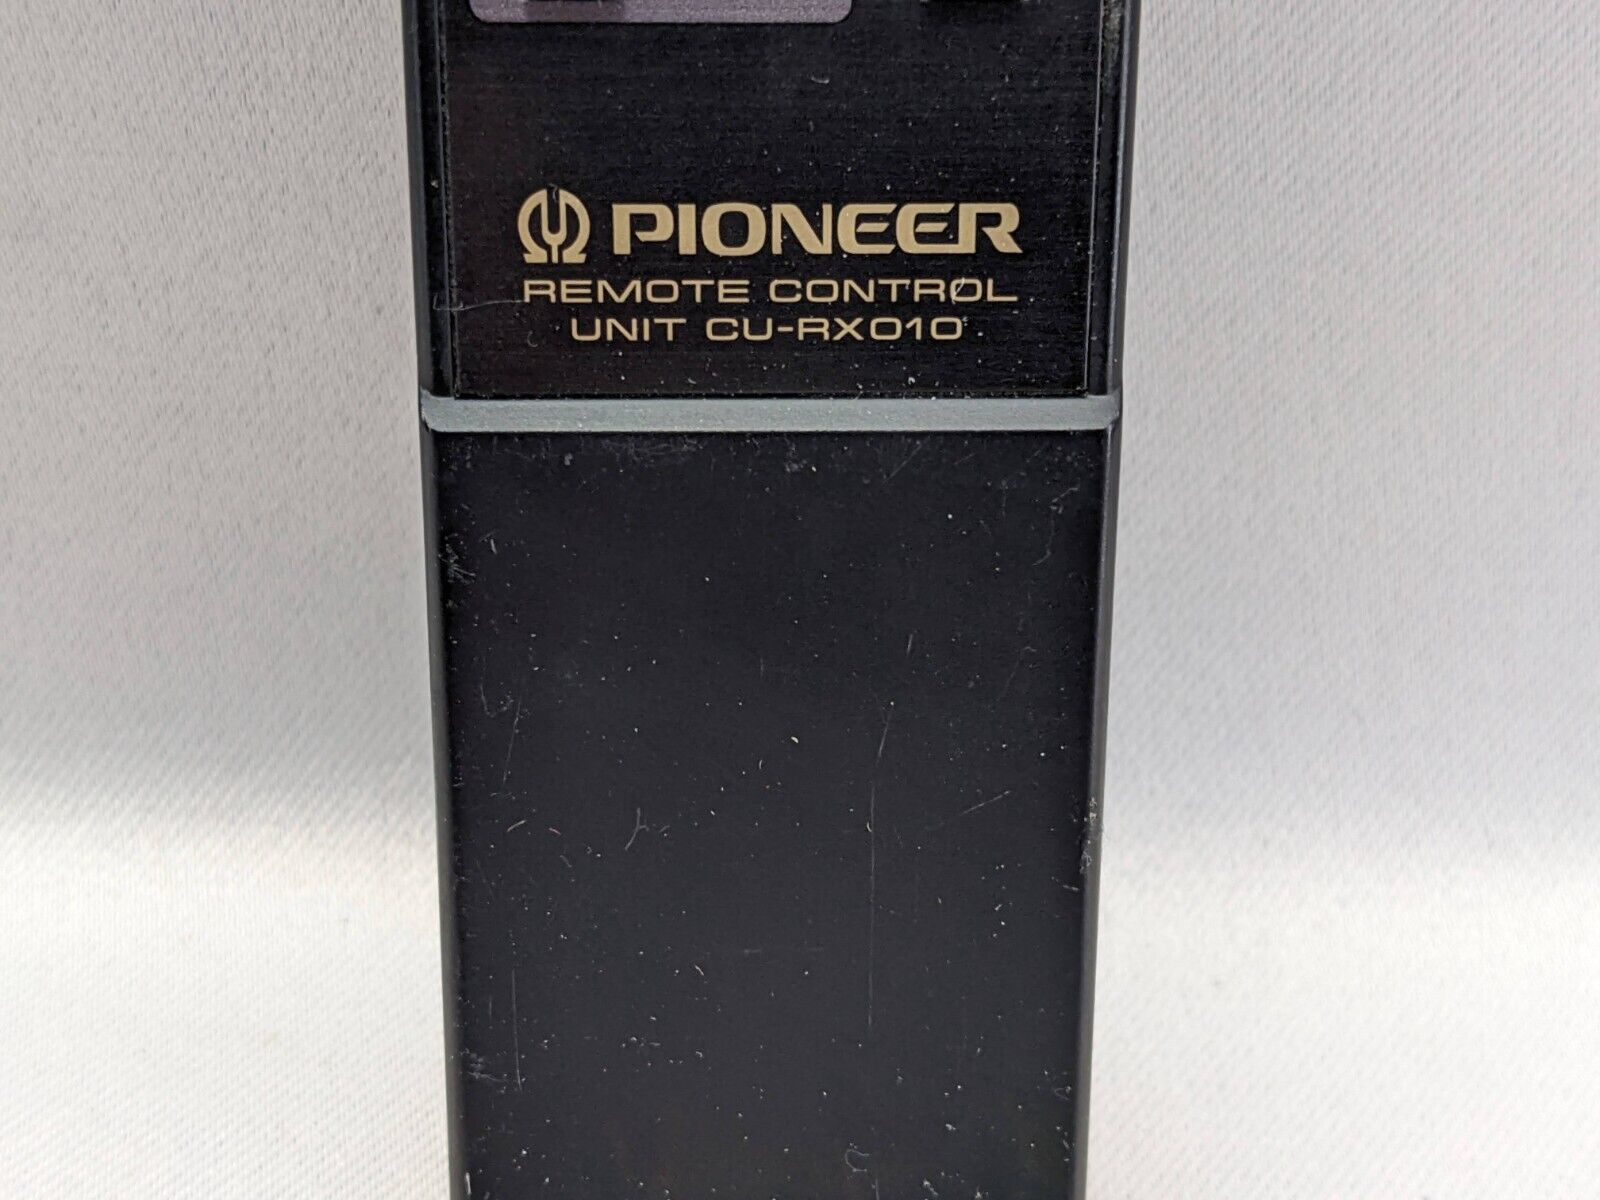 PIONEER
REMOTE CONTROL
UNIT CU-RX010